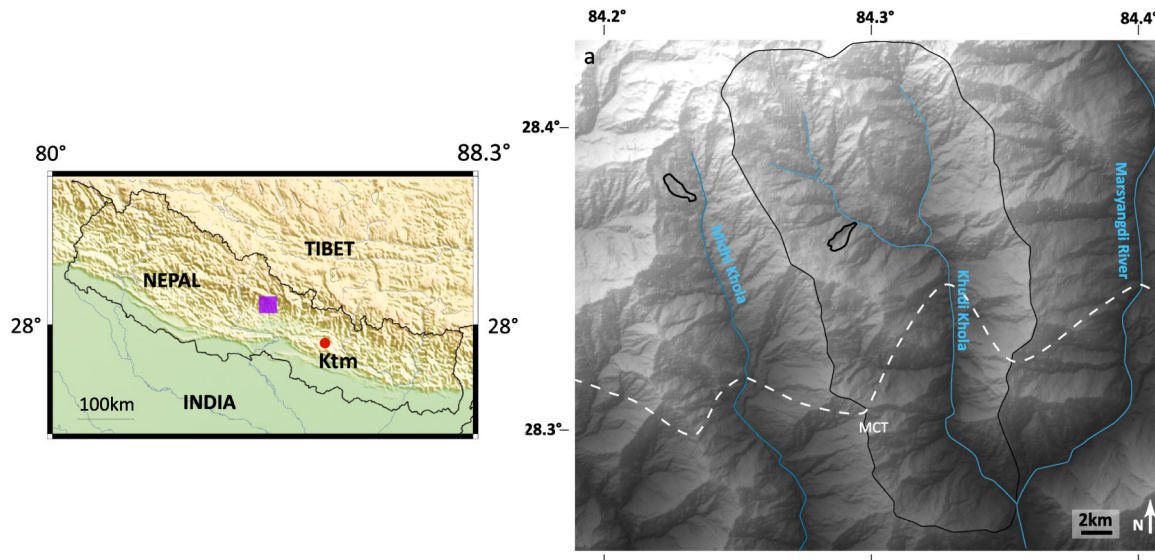 80°
88.3°
TIBET
NEPAL
28°
28°
Ktm
100km
INDIA
84.2°
84.3°
84.4°
a
28.4°
Midhi Khola
Khudi Khola
Marsyangdi River
MCT
28.3°
2km
N